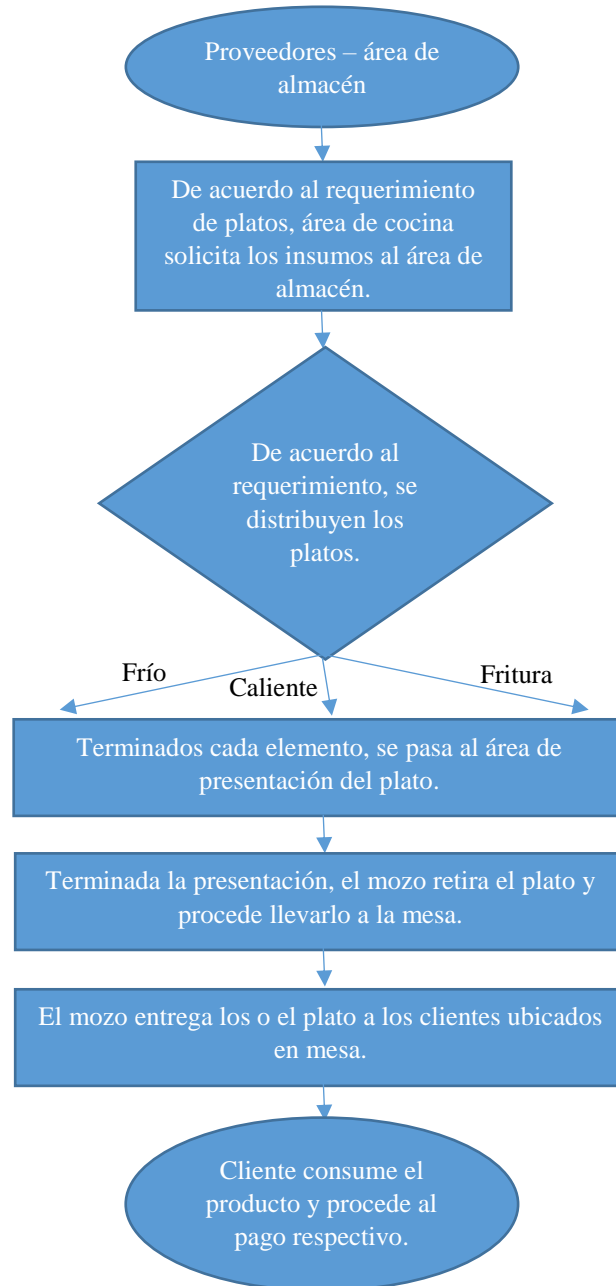 Proveedores – área de
almacén
De acuerdo al requerimiento
de platos, área de cocina
solicita los insumos al área de
almacén.
De acuerdo al
requerimiento, se
distribuyen los
platos.
Frío
Caliente
Fritura
Terminados cada elemento, se pasa al área de
presentación del plato.
Terminada la presentación, el mozo retira el plato y
procede llevarlo a la mesa.
El mozo entrega los o el plato a los clientes ubicados
en mesa.
Cliente consume el
producto y procede al
pago respectivo.